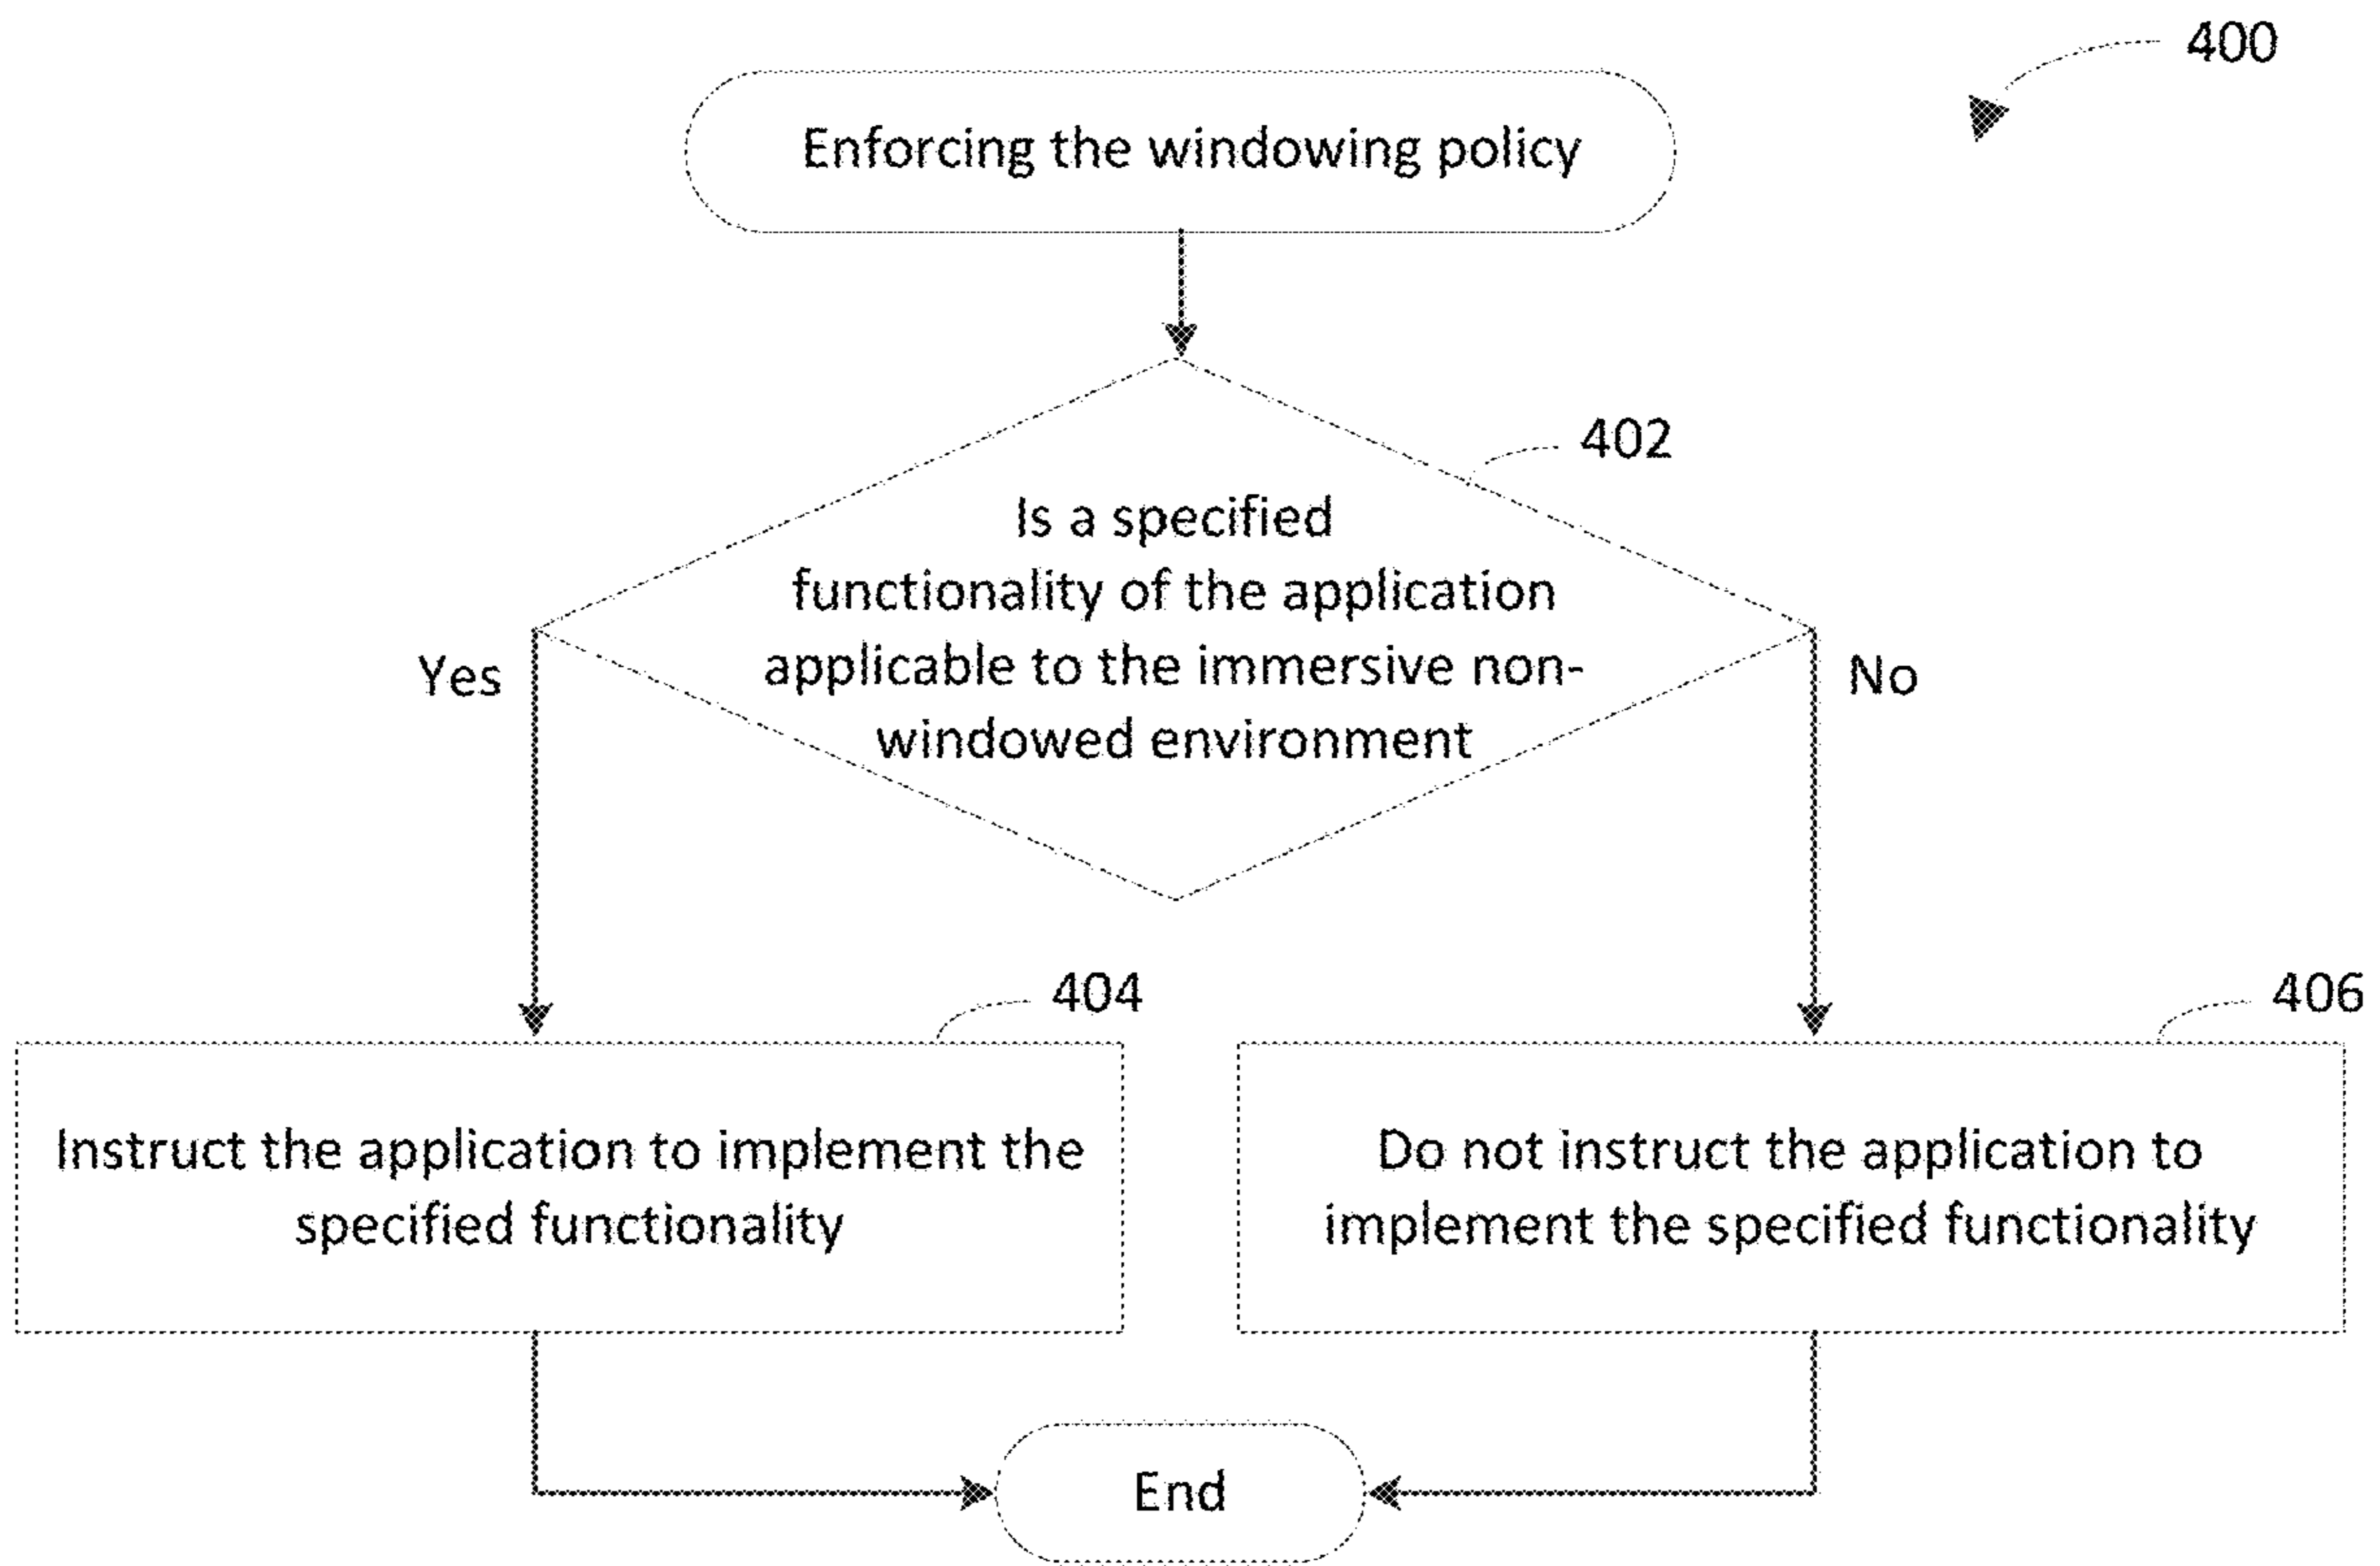 400
Enforcing the windowing policy
402
Is a specified
functionality of the application
applicable to the immersive non-
windowed environment
Yes
No
404
406
Instruct the application to implement the
specified functionality
Do not instruct the application to
implement the specified functionality
End